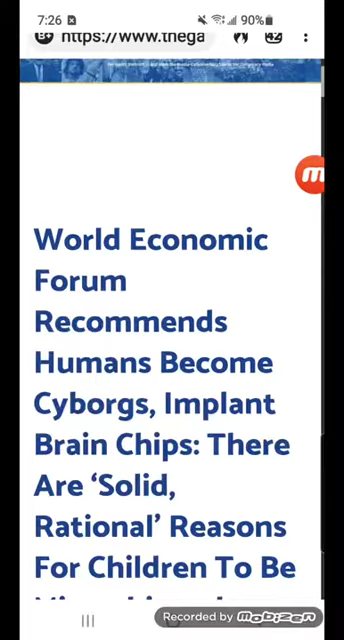 7:26
90%
https://www.thega
42
World Economic
Forum
Recommends
Humans Become
Cyborgs, Implant
Brain Chips: There
Are ‘Solid,
Rational’ Reasons
For Children To Be
Recorded by mobizen